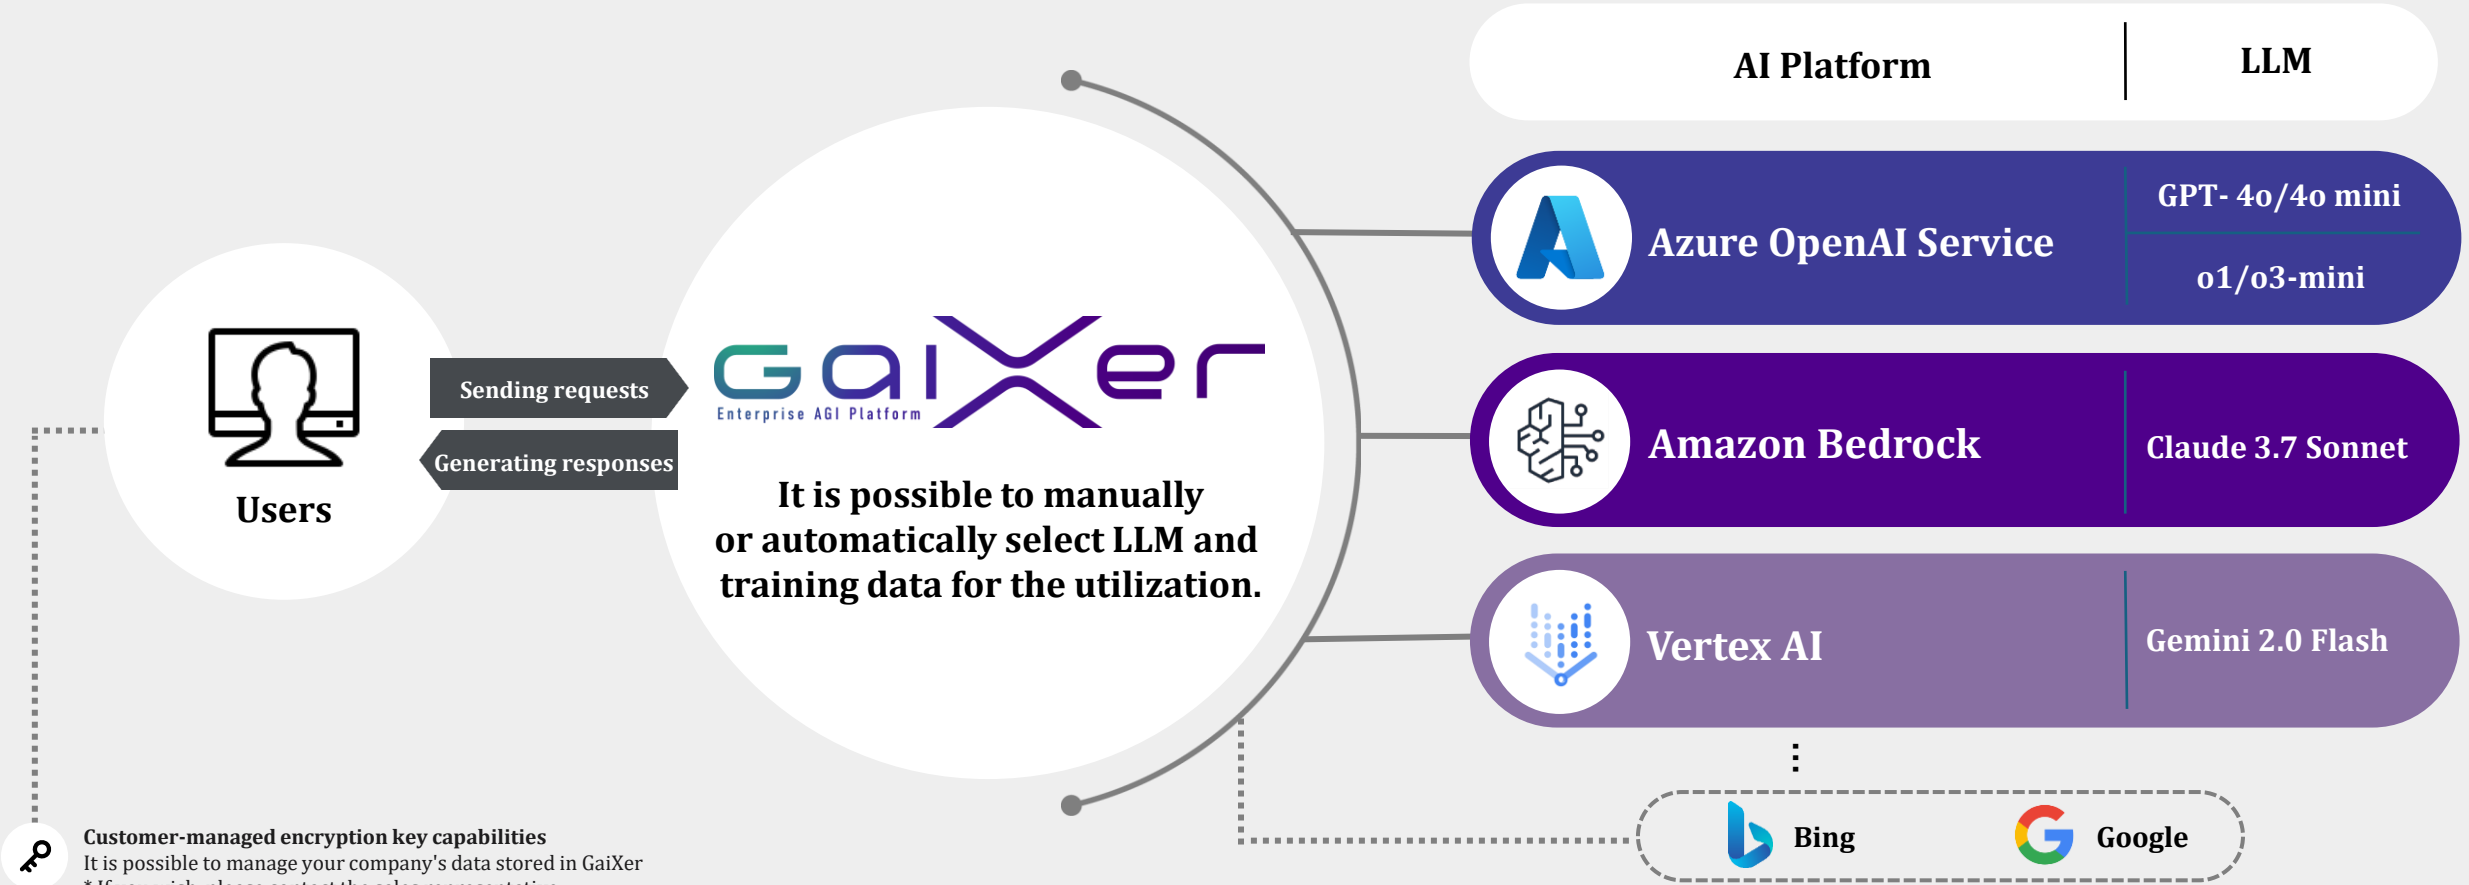 AI Platform
LLM
GPT- 4o/4o mini
Azure OpenAI Service
o1/o3-mini
Sending requests
Generating responses
Users
GaiXer
Enterprise AGI Platform
It is possible to manually
or automatically select LLM and
training data for the utilization.
Amazon Bedrock
Claude 3.7 Sonnet
Vertex AI
Gemini 2.0 Flash
Bing
Google
Customer-managed encryption key capabilities
It is possible to manage your company's data stored in GaiXer